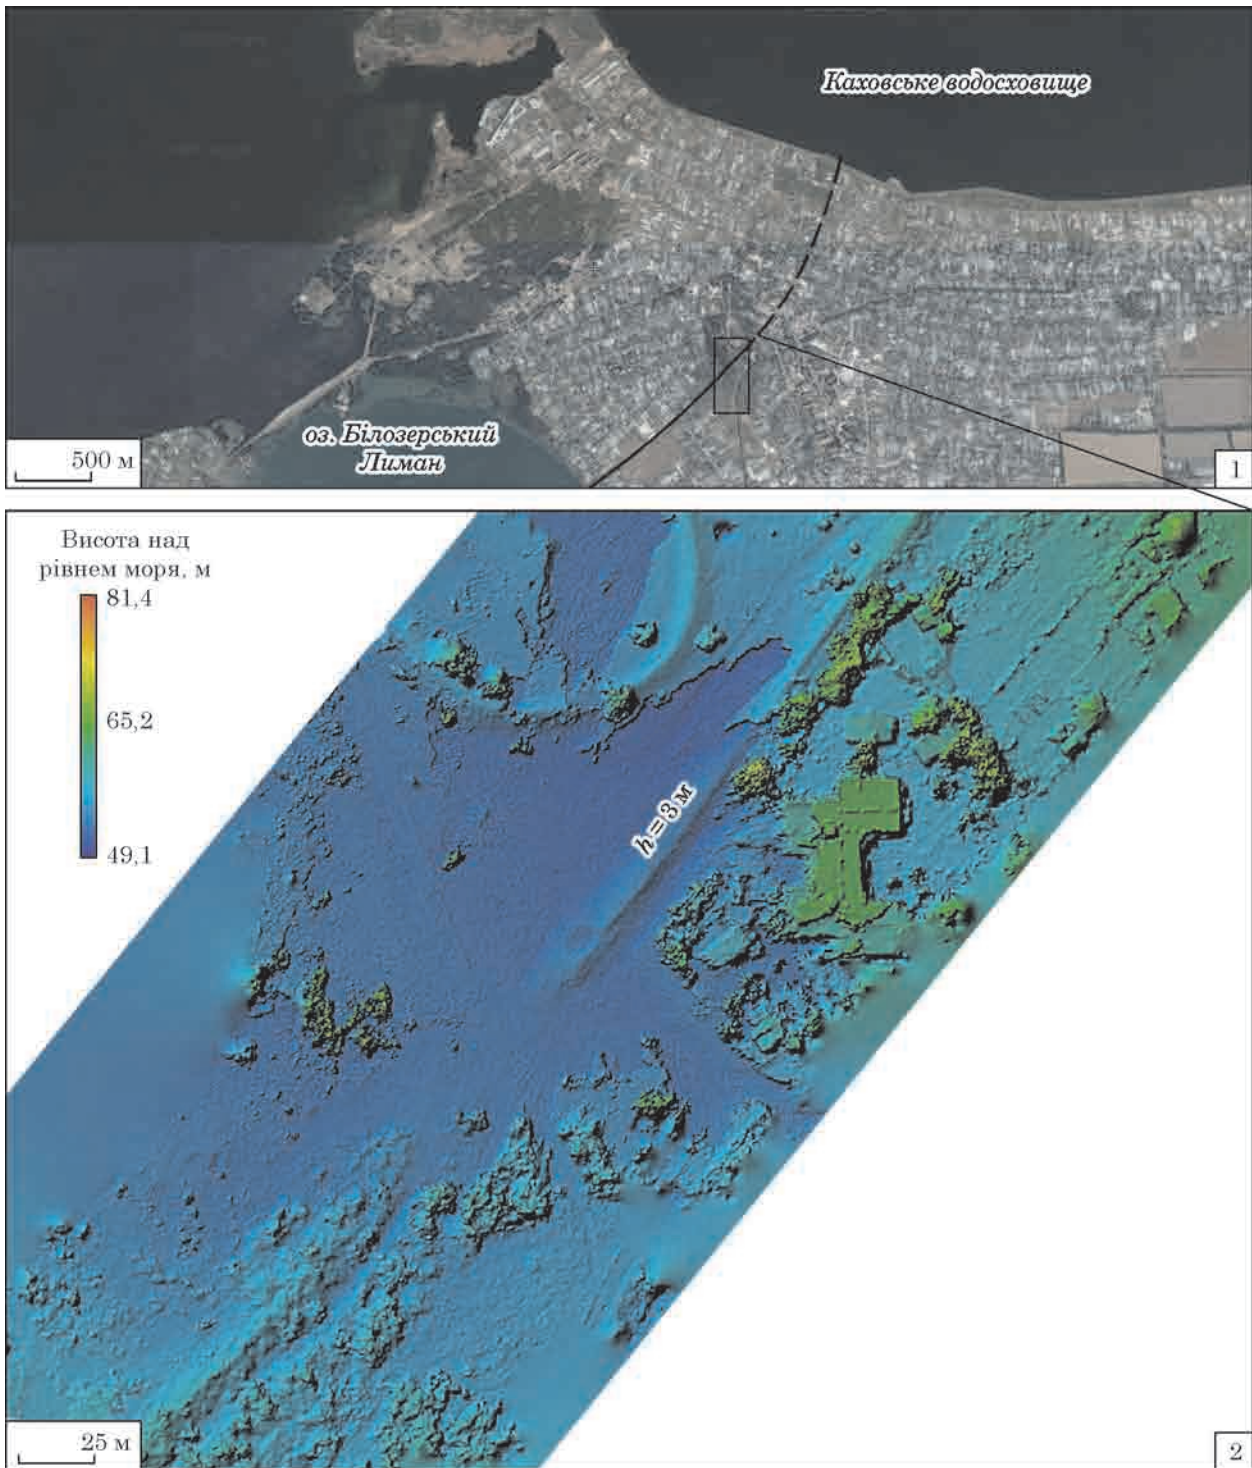 Каховське водосховище
оз. Білозерський
Лиман
500 м
1
Висота над
рівнем моря, м
81,4
65,2
49,1
h = 3 м
25 м
2